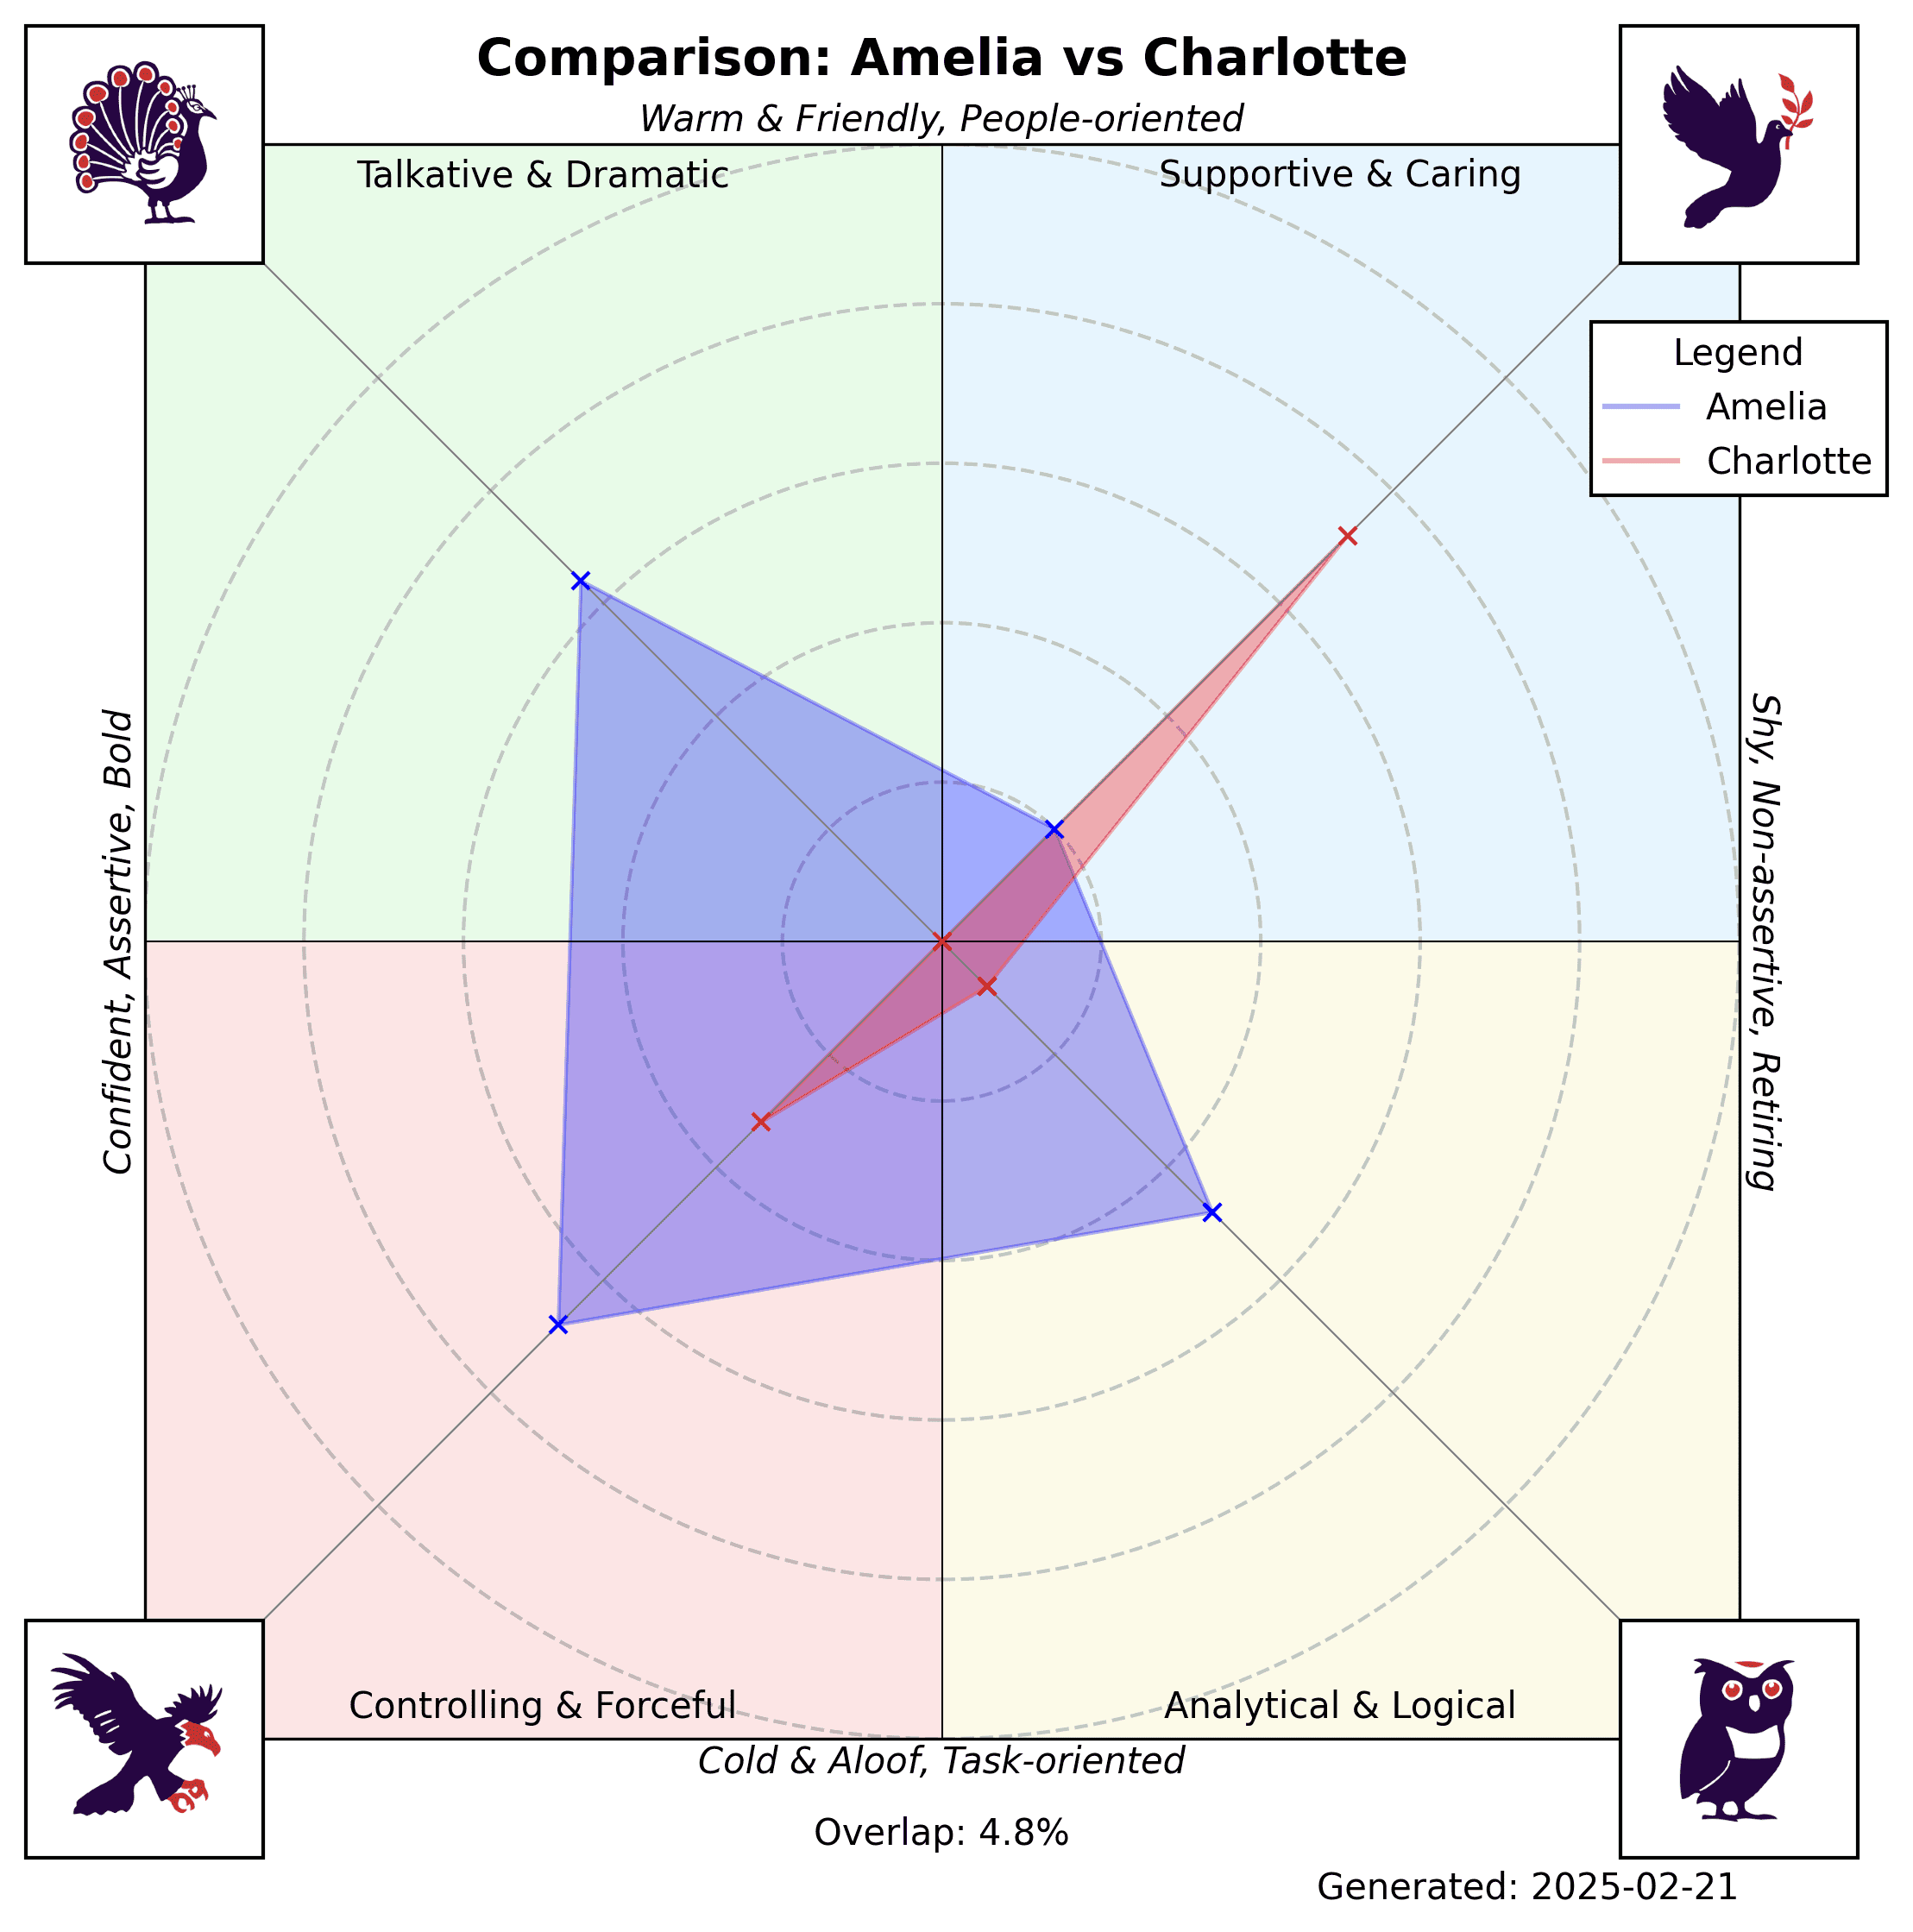 Comparison: Amelia vs Charlotte
Warm & Friendly, People-oriented
Talkative & Dramatic
Supportive & Caring
Legend
Amelia
Charlotte
Confident, Assertive, Bold
Shy, Non-assertive, Retiring
Controlling & Forceful
Analytical & Logical
Cold & Aloof, Task-oriented
Overlap: 4.8%
Generated: 2025-02-21